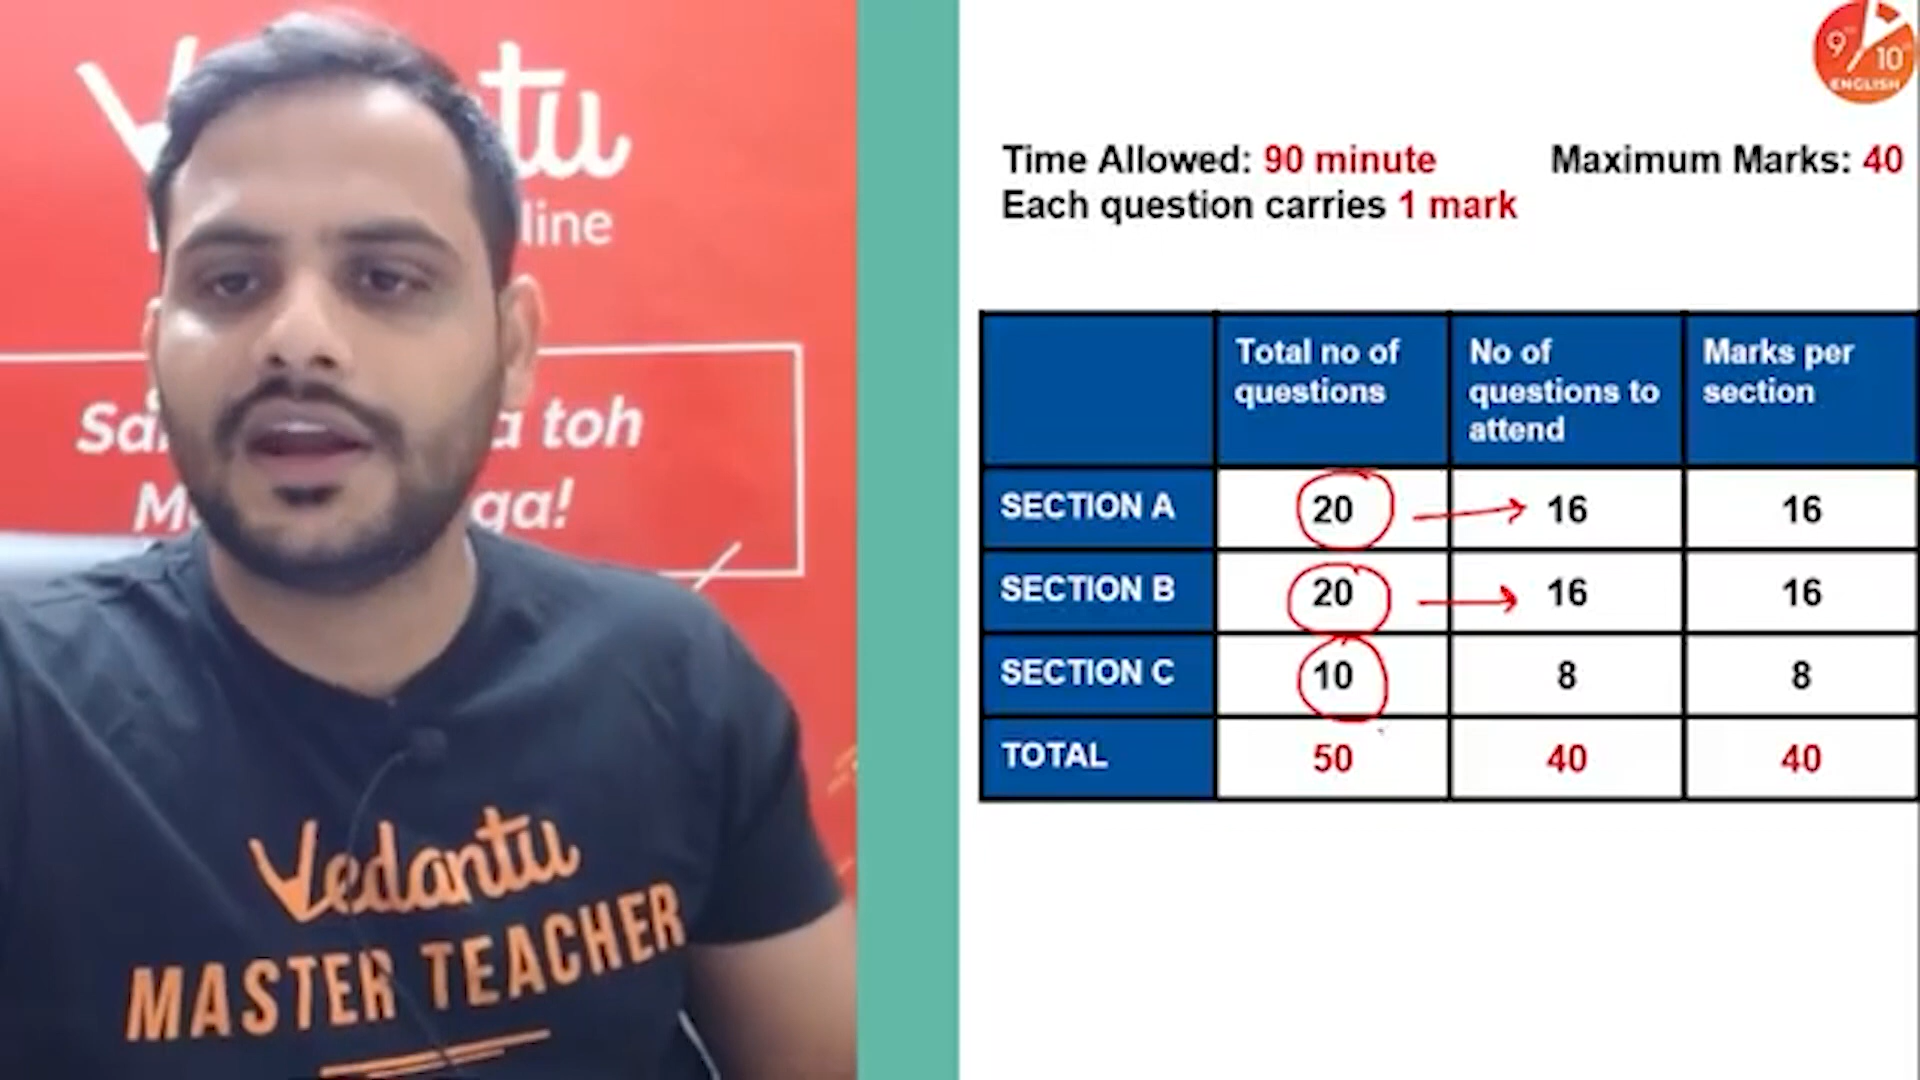 line
a toh
ga!
Vedantu
MASTER TEACHER
9 10
ENGLISH
Time Allowed: 90 minute Maximum Marks: 40
Each question carries 1 mark
Total no of questions No of questions to attend Marks per section
SECTION A 20 16 16
SECTION B 20 16 16
SECTION C 10 8 8
TOTAL 50 40 40